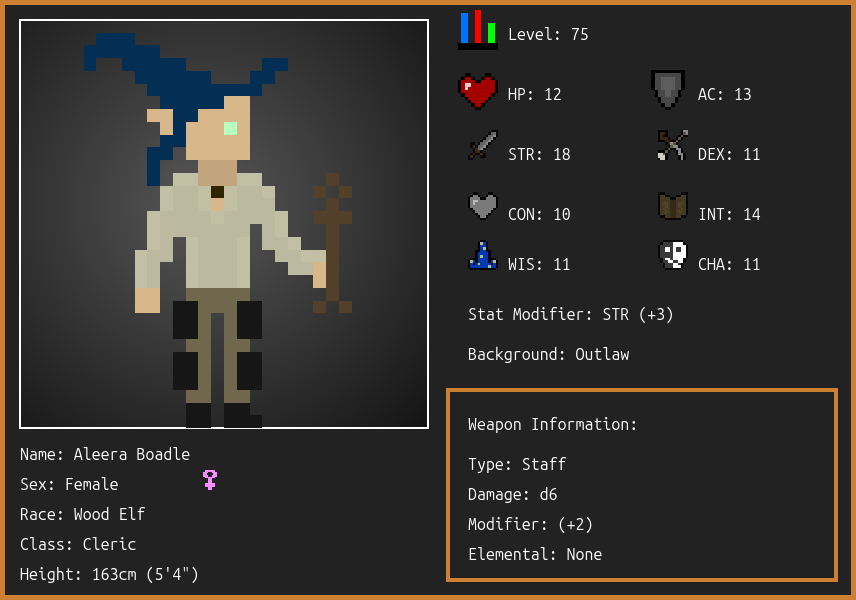 Level: 75
HP: 12
AC: 13
STR: 18
DEX: 11
CON: 10
INT: 14
WIS: 11
CHA: 11
Stat Modifier: STR (+3)
Background: Outlaw
Weapon Information:
Type: Staff
Damage: d6
Modifier: (+2)
Elemental: None
Name: Aleera Boadle
Sex: Female
Race: Wood Elf
Class: Cleric
Height: 163cm (5'4")